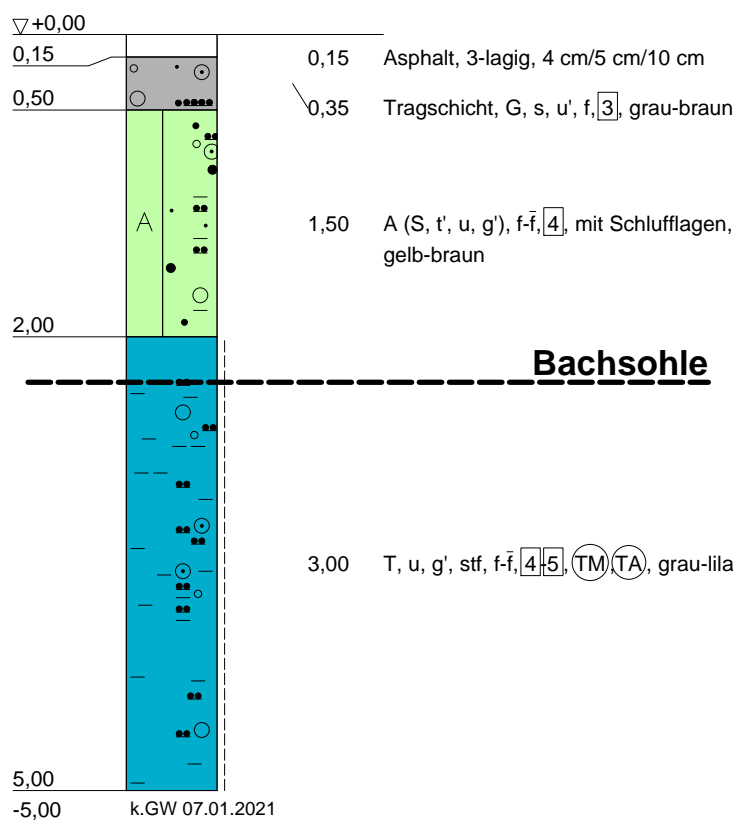 +0,00
0,15
0,15 Asphalt, 3-lagig, 4 cm/5 cm/10 cm
0,50
0,35 Tragschicht, G, s, u', f, 3, grau-braun
A
1,50 A (S, t', u, g'), f-f̄, 4, mit Schlufflagen,
gelb-braun
2,00
Bachsohle
3,00 T, u, g', stf, f-f̄, 4-5, TM, TA, grau-lila
5,00
-5,00 k.GW 07.01.2021